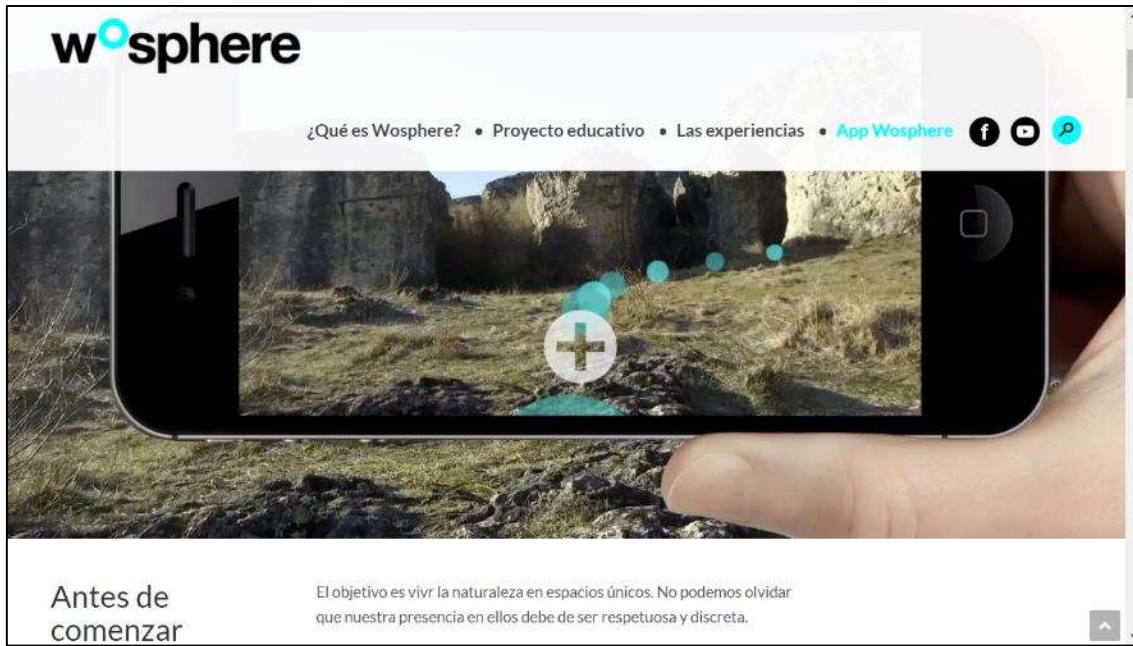 wosphere
¿Qué es Wosphere? • Proyecto educativo • Las experiencias • App Wosphere
Antes de
comenzar
El objetivo es vivr la naturaleza en espacios únicos. No podemos olvidar
que nuestra presencia en ellos debe de ser respetuosa y discreta.